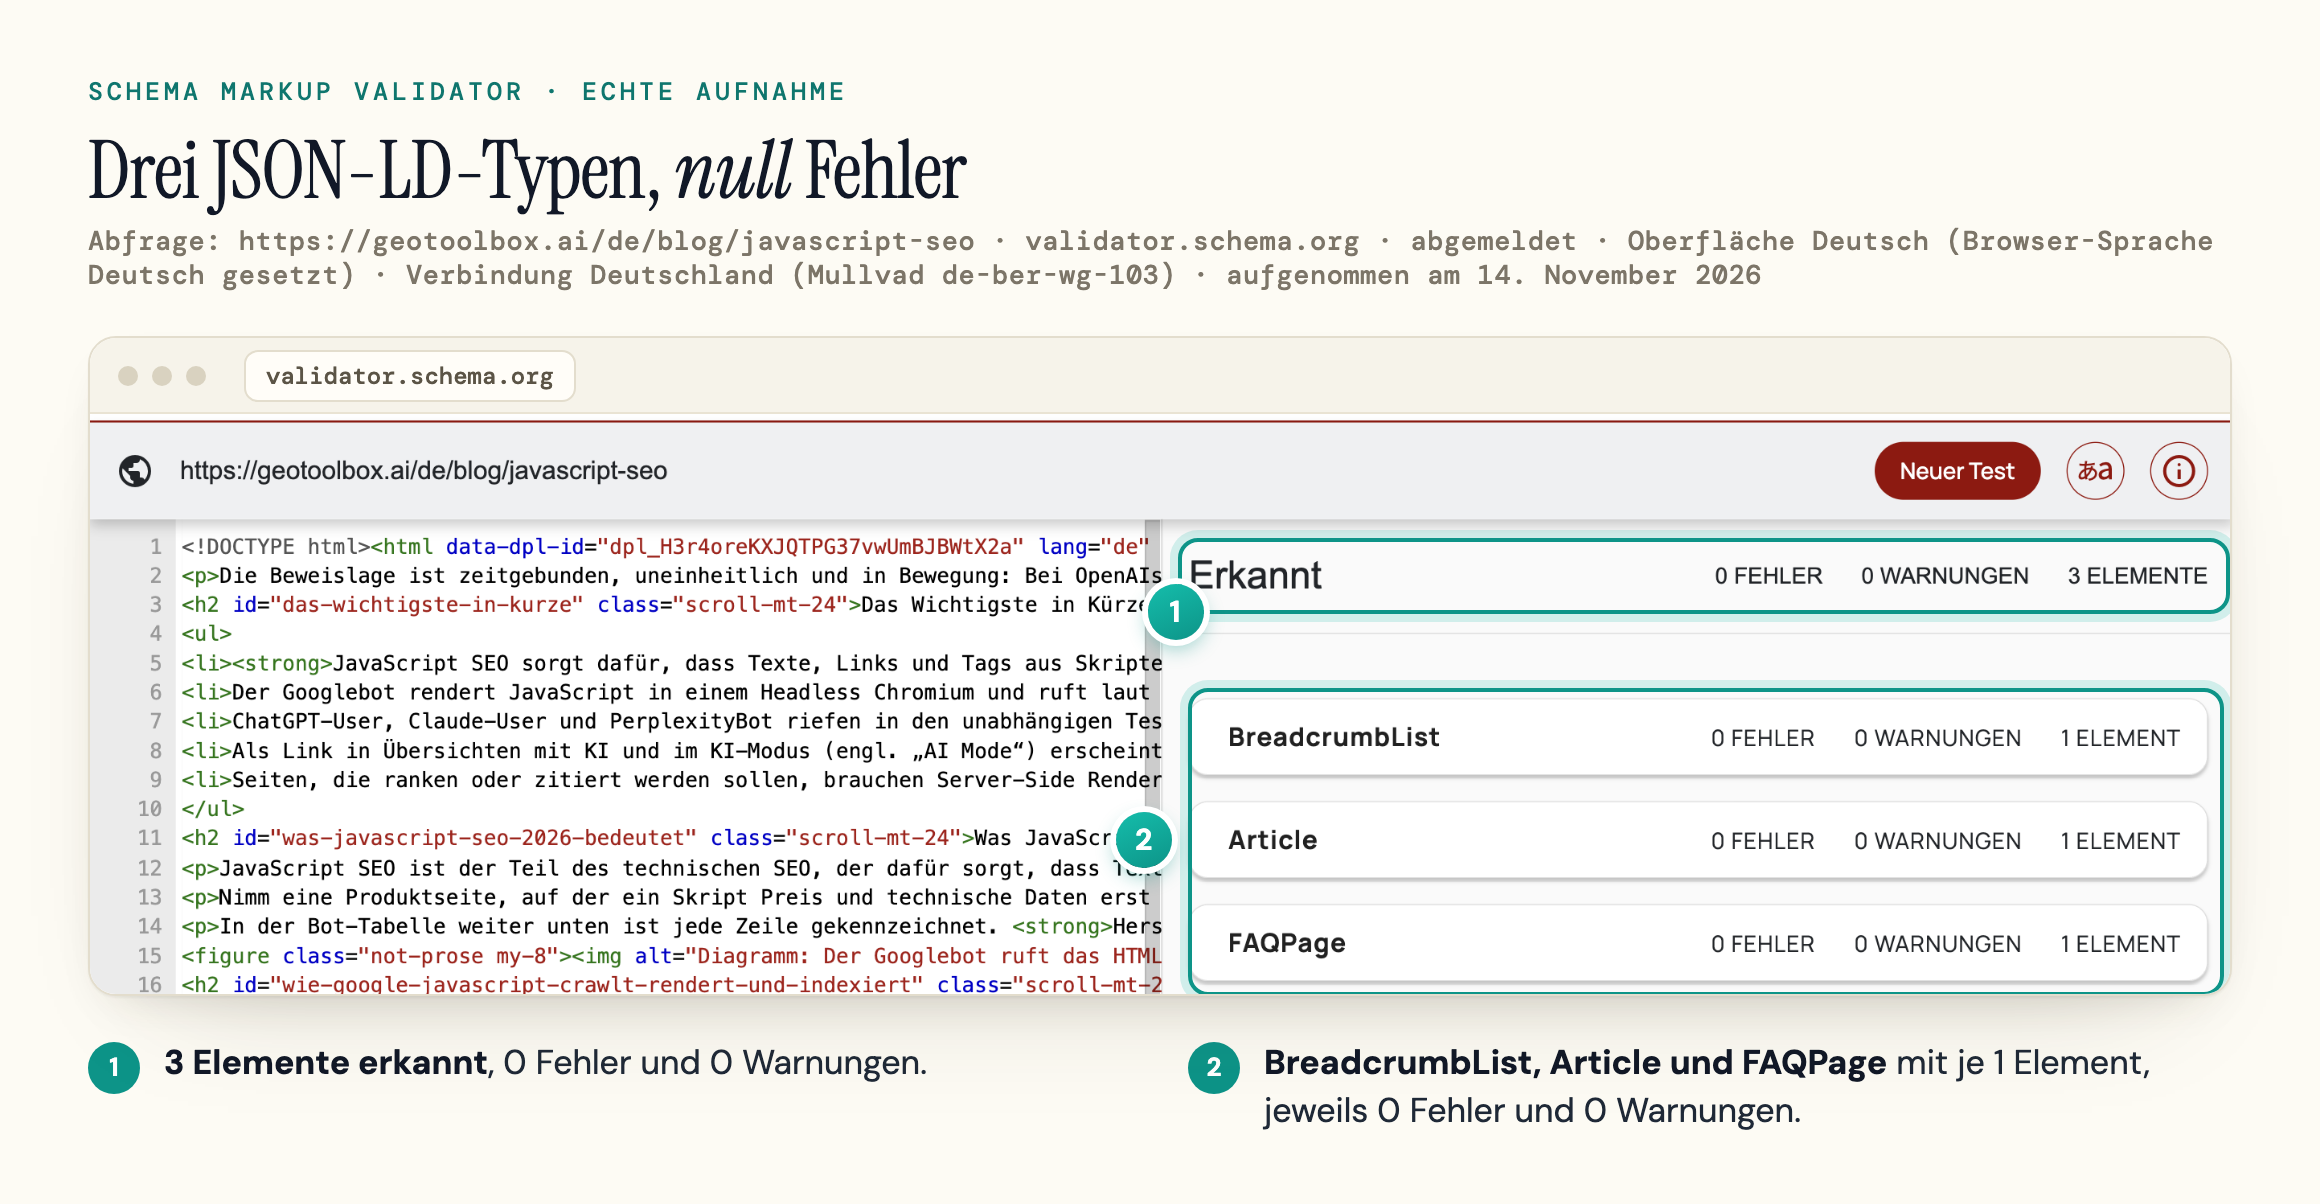 SCHEMA MARKUP VALIDATOR · ECHTE AUFNAHME
Drei JSON-LD-Typen, null Fehler
Abfrage: https://geotoolbox.ai/de/blog/javascript-seo · validator.schema.org · abgemeldet · Oberfläche Deutsch (Browser-Sprache
Deutsch gesetzt) · Verbindung Deutschland (Mullvad de-ber-wg-103) · aufgenommen am 14. November 2026
validator.schema.org
https://geotoolbox.ai/de/blog/javascript-seo
Neuer Test
あa
1 <!DOCTYPE html><html data-dpl-id="dpl_H3r4oreKXJQTPG37vwUmBJBWtX2a" lang="de"
2 <p>Die Beweislage ist zeitgebunden, uneinheitlich und in Bewegung: Bei OpenAIs
3 <h2 id="das-wichtigste-in-kurze" class="scroll-mt-24">Das Wichtigste in Kürze
4 <ul>
5 <li><strong>JavaScript SEO sorgt dafür, dass Texte, Links und Tags aus Skripte
6 <li>Der Googlebot rendert JavaScript in einem Headless Chromium und ruft laut
7 <li>ChatGPT-User, Claude-User und PerplexityBot riefen in den unabhängigen Tes
8 <li>Als Link in Übersichten mit KI und im KI-Modus (engl. „AI Mode“) erscheint
9 <li>Seiten, die ranken oder zitiert werden sollen, brauchen Server-Side Render
10 </ul>
11 <h2 id="was-javascript-seo-2026-bedeutet" class="scroll-mt-24">Was JavaScr
12 <p>JavaScript SEO ist der Teil des technischen SEO, der dafür sorgt, dass Text
13 <p>Nimm eine Produktseite, auf der ein Skript Preis und technische Daten erst
14 <p>In der Bot-Tabelle weiter unten ist jede Zeile gekennzeichnet. <strong>Hers
15 <figure class="not-prose my-8"><img alt="Diagramm: Der Googlebot ruft das HTML
16 <h2 id="wie-google-javascript-crawlt-rendert-und-indexiert" class="scroll-mt-2
Erkannt 0 FEHLER 0 WARNUNGEN 3 ELEMENTE
1
BreadcrumbList 0 FEHLER 0 WARNUNGEN 1 ELEMENT
2
Article 0 FEHLER 0 WARNUNGEN 1 ELEMENT
FAQPage 0 FEHLER 0 WARNUNGEN 1 ELEMENT
1 3 Elemente erkannt, 0 Fehler und 0 Warnungen.
2 BreadcrumbList, Article und FAQPage mit je 1 Element,
jeweils 0 Fehler und 0 Warnungen.